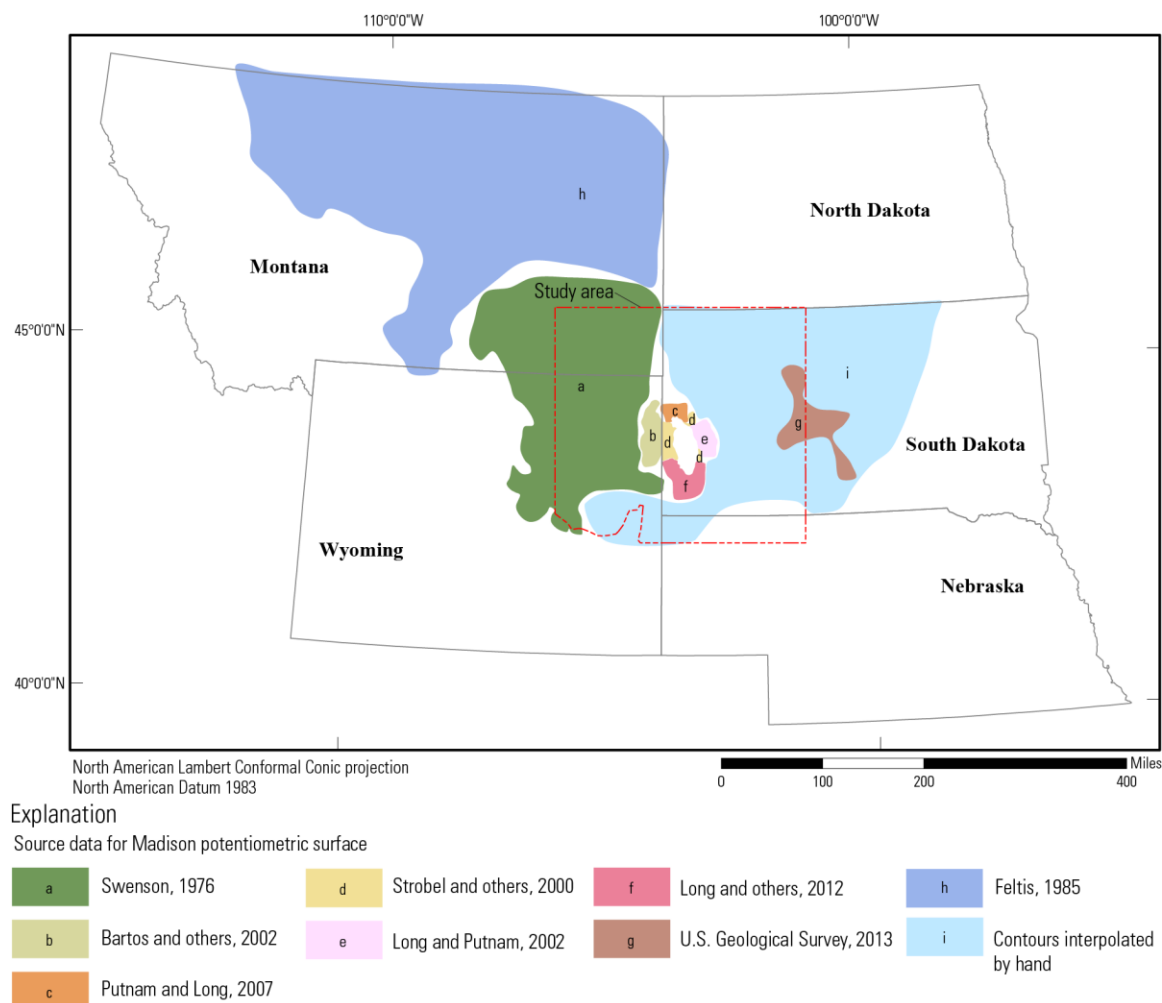 110°0'0"W
100°0'0"W
h
North Dakota
Montana
Study area
45°0'0"N
a
i
c
d
g
b
d
e
South Dakota
d
f
Wyoming
Nebraska
40°0'0"N
North American Lambert Conformal Conic projection
North American Datum 1983
Miles
0 100 200 400
Explanation
Source data for Madison potentiometric surface
a Swenson, 1976
d Strobel and others, 2000
f Long and others, 2012
h Feltis, 1985
b Bartos and others, 2002
e Long and Putnam, 2002
g U.S. Geological Survey, 2013
i Contours interpolated
by hand
c Putnam and Long, 2007